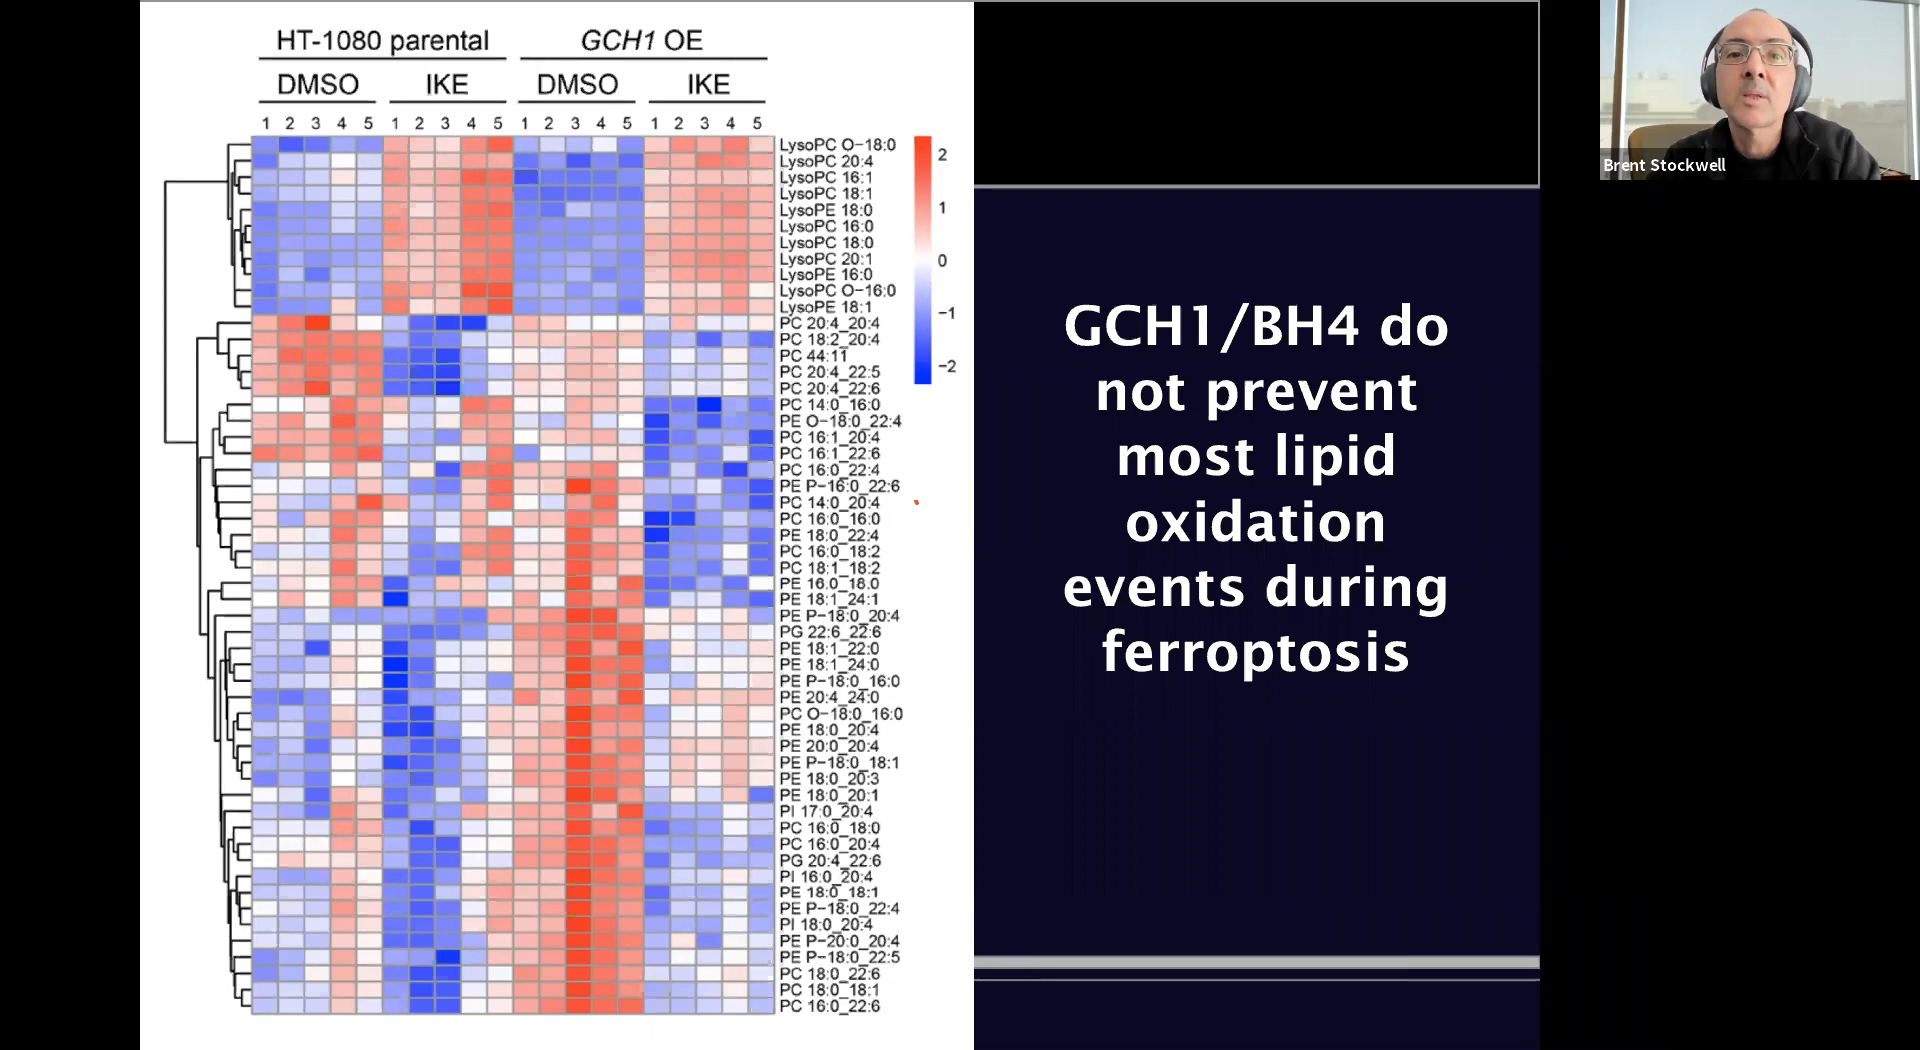 HT-1080 parental
GCH1 OE
DMSO
IKE
DMSO
IKE
1 2 3 4 5 1 2 3 4 5 1 2 3 4 5 1 2 3 4 5
LysoPC O−18:0
LysoPC 20:4
LysoPC 16:1
LysoPC 18:1
LysoPE 18:0
LysoPC 16:0
LysoPC 18:0
LysoPC 20:1
LysoPE 16:0
LysoPC O−16:0
LysoPE 18:1
PC 20:4_20:4
PC 18:2_20:4
PC 44:11
PC 20:4_22:5
PC 20:4_22:6
PC 14:0_16:0
PE O−18:0_22:4
PC 16:1_20:4
PC 16:1_22:6
PC 16:0_22:4
PE P−16:0_22:6
PC 14:0_20:4
PC 16:0_16:0
PE 18:0_22:4
PC 16:0_18:2
PC 18:1_18:2
PE 16:0_18:0
PE 18:1_24:1
PE P−18:0_20:4
PG 22:6_22:6
PE 18:1_22:0
PE 18:1_24:0
PE P−18:0_16:0
PE 20:4_24:0
PC O−18:0_16:0
PE 18:0_20:4
PE 20:0_20:4
PE P−18:0_18:1
PE 18:0_20:3
PE 18:0_20:1
PI 17:0_20:4
PC 16:0_18:0
PC 16:0_20:4
PG 20:4_22:6
PI 16:0_20:4
PE 18:0_18:1
PE P−18:0_22:4
PI 18:0_20:4
PE P−20:0_20:4
PE P−18:0_22:5
PC 18:0_22:6
PC 18:0_18:1
PC 16:0_22:6
2
1
0
−1
−2
GCH1/BH4 do
not prevent
most lipid
oxidation
events during
ferroptosis
Brent Stockwell